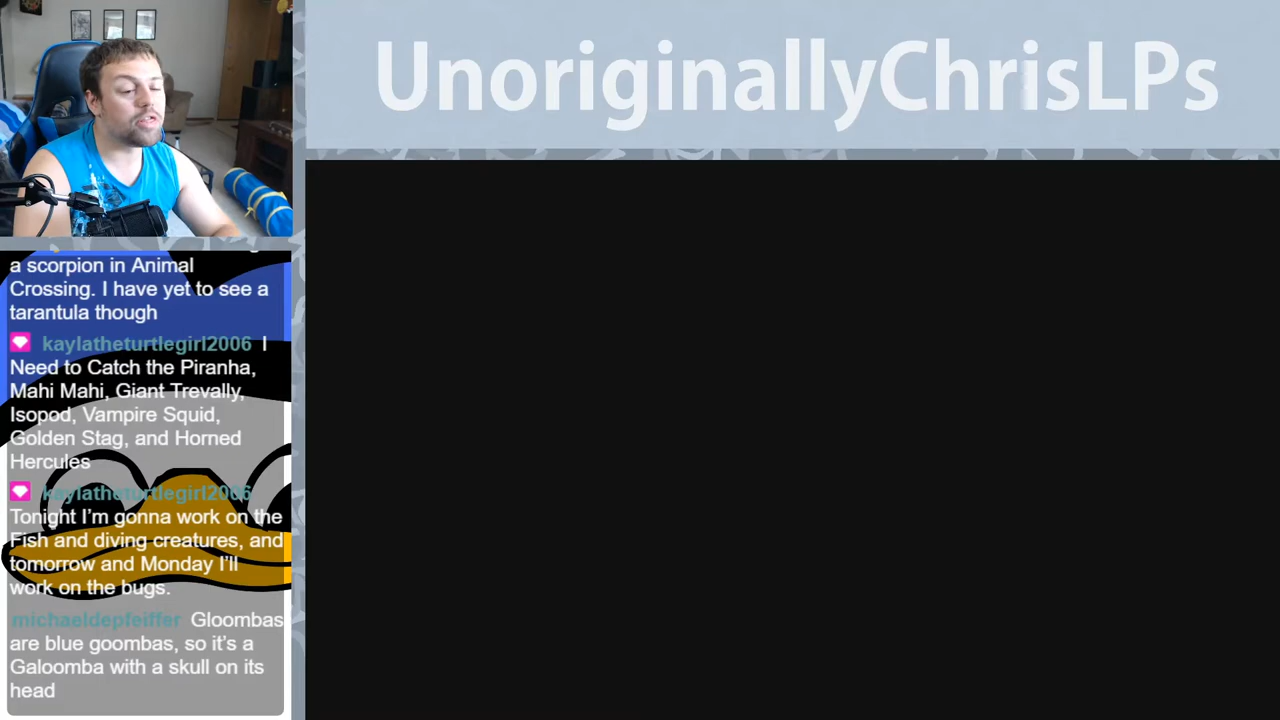 UnoriginallyChrisLPs
a scorpion in Animal
Crossing. I have yet to see a
tarantula though
kaylatheturtlegirl2006 I
Need to Catch the Piranha,
Mahi Mahi, Giant Trevally,
Isopod, Vampire Squid,
Golden Stag, and Horned
Hercules
kaylatheturtlegirl2006
Tonight I’m gonna work on the
Fish and diving creatures, and
tomorrow and Monday I’ll
work on the bugs.
michaeldepfeiffer Gloombas
are blue goombas, so it’s a
Galoomba with a skull on its
head